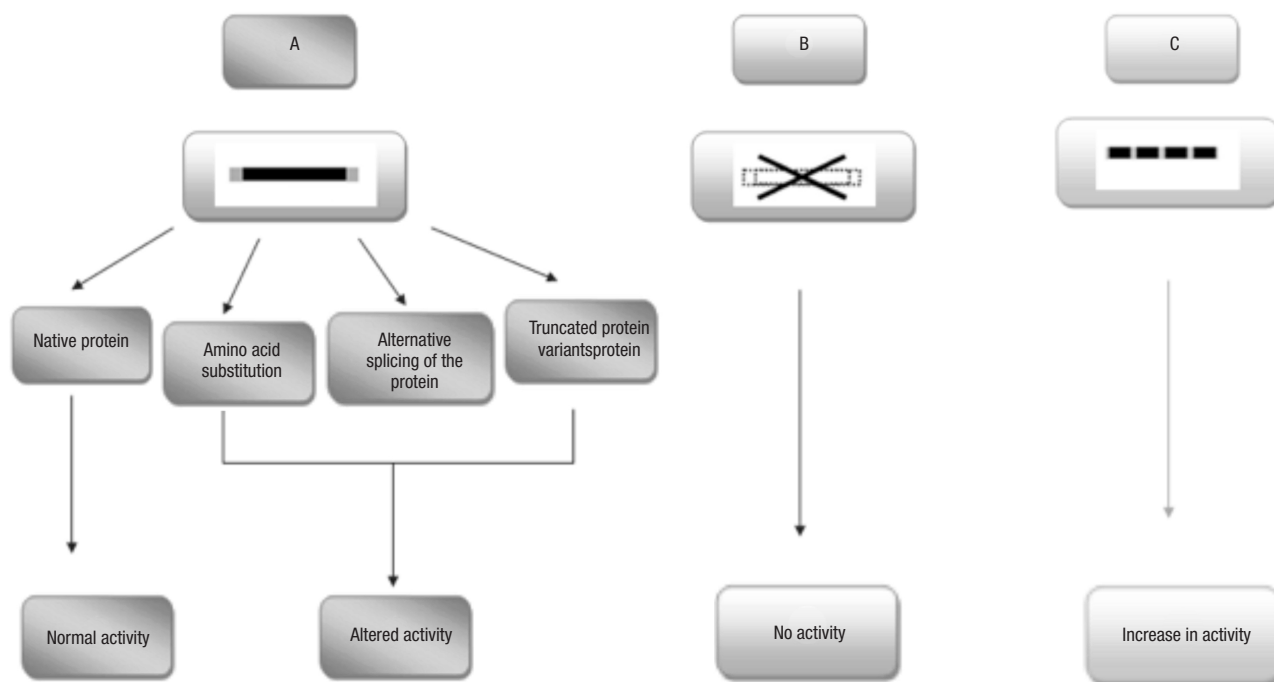 A
B
C
Native protein
Amino acid
substitution
Alternative
splicing of the
protein
Truncated protein
variantsprotein
Normal activity
Altered activity
No activity
Increase in activity